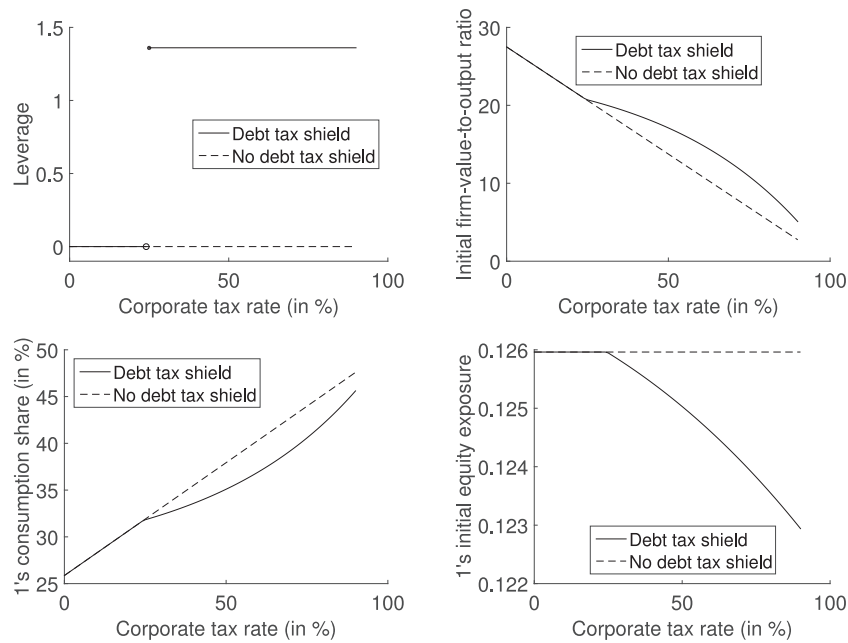 1.5
1
0.5
0
Leverage
Debt tax shield
No debt tax shield
0 50 100
Corporate tax rate (in %)
30
20
10
0
Initial firm-value-to-output ratio
Debt tax shield
No debt tax shield
0 50 100
Corporate tax rate (in %)
50
45
40
35
30
25
1's consumption share (in %)
Debt tax shield
No debt tax shield
0 50 100
Corporate tax rate (in %)
0.126
0.125
0.124
0.123
0.122
1's initial equity exposure
Debt tax shield
No debt tax shield
0 50 100
Corporate tax rate (in %)